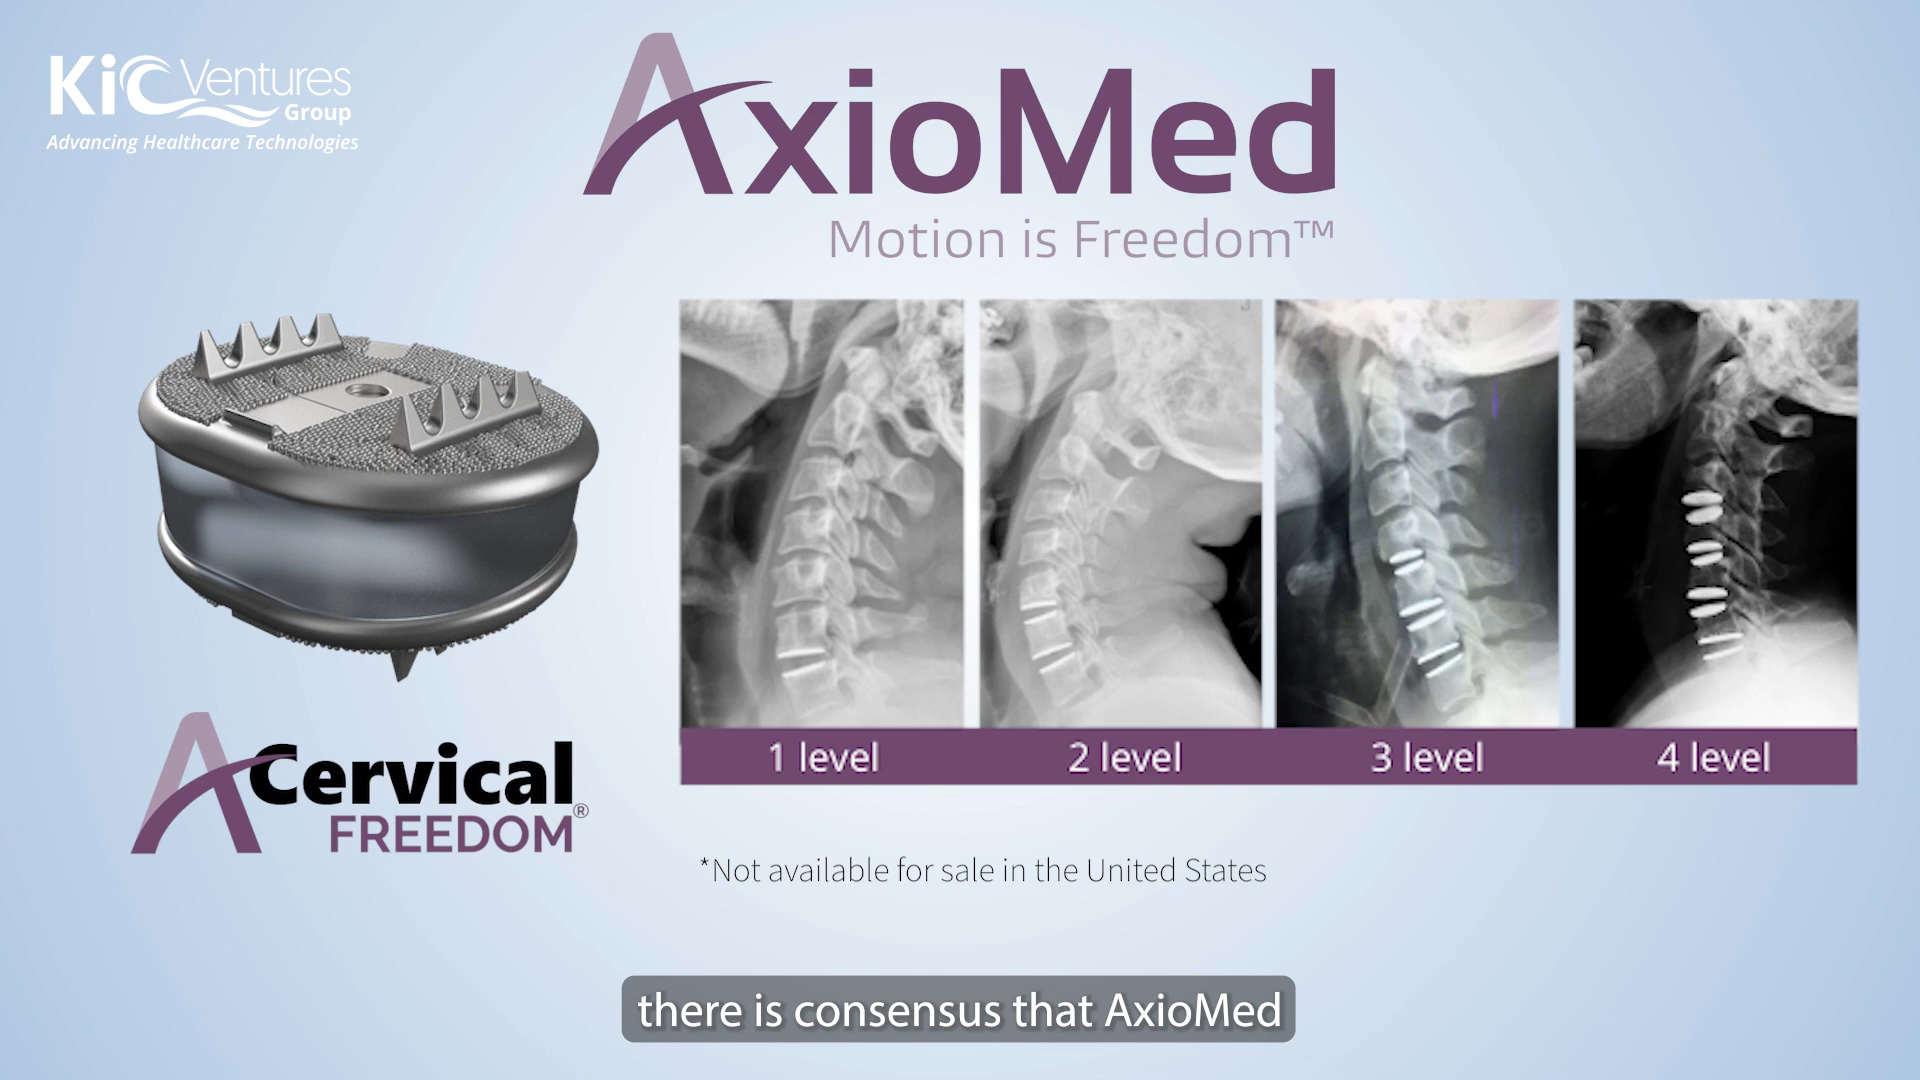 KiC Ventures
Group
Advancing Healthcare Technologies
AxioMed
Motion is Freedom™
A Cervical
FREEDOM®
1 level
2 level
3 level
4 level
*Not available for sale in the United States
there is consensus that AxioMed